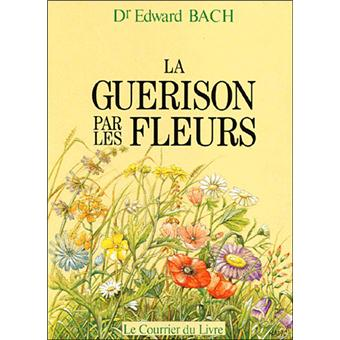 Dr Edward BACH
LA
GUERISON
PAR
LES FLEURS
Le Courrier du Livre